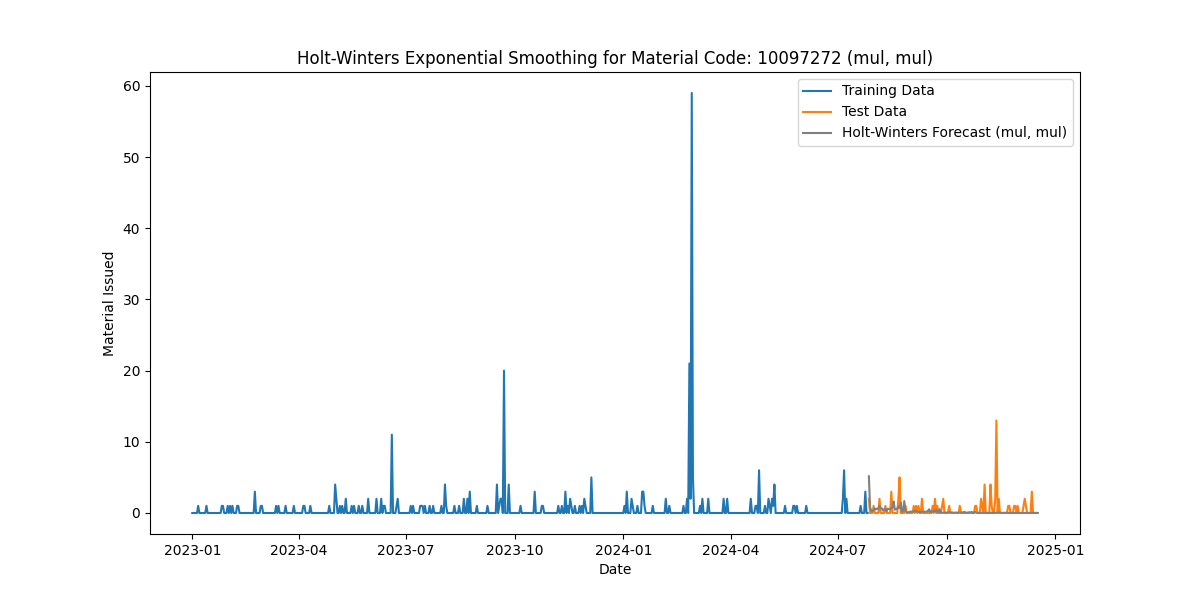 Holt-Winters Exponential Smoothing for Material Code: 10097272 (mul, mul)
Training Data
Test Data
Holt-Winters Forecast (mul, mul)
Material Issued
60
50
40
30
20
10
0
2023-01 2023-04 2023-07 2023-10 2024-01 2024-04 2024-07 2024-10 2025-01
Date